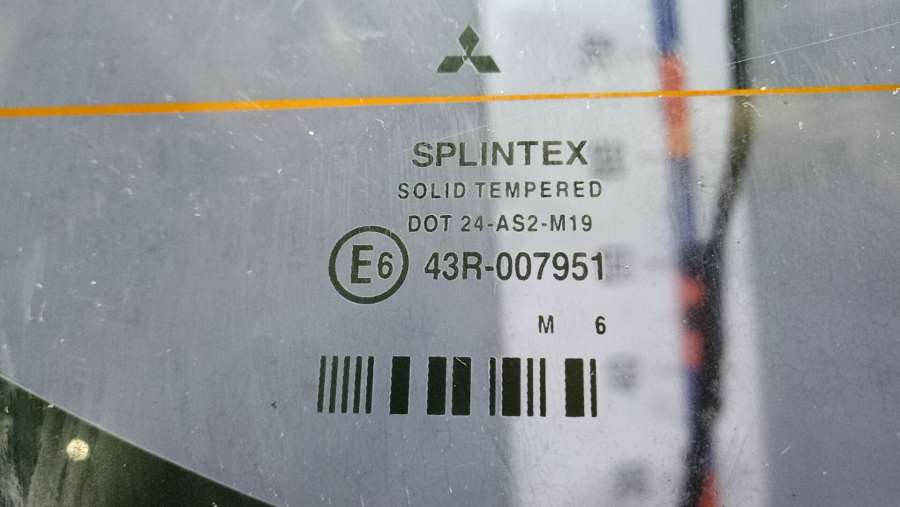 SPLINTEX
SOLID TEMPERED
DOT 24-AS2-M19
E6 43R-007951
M 6